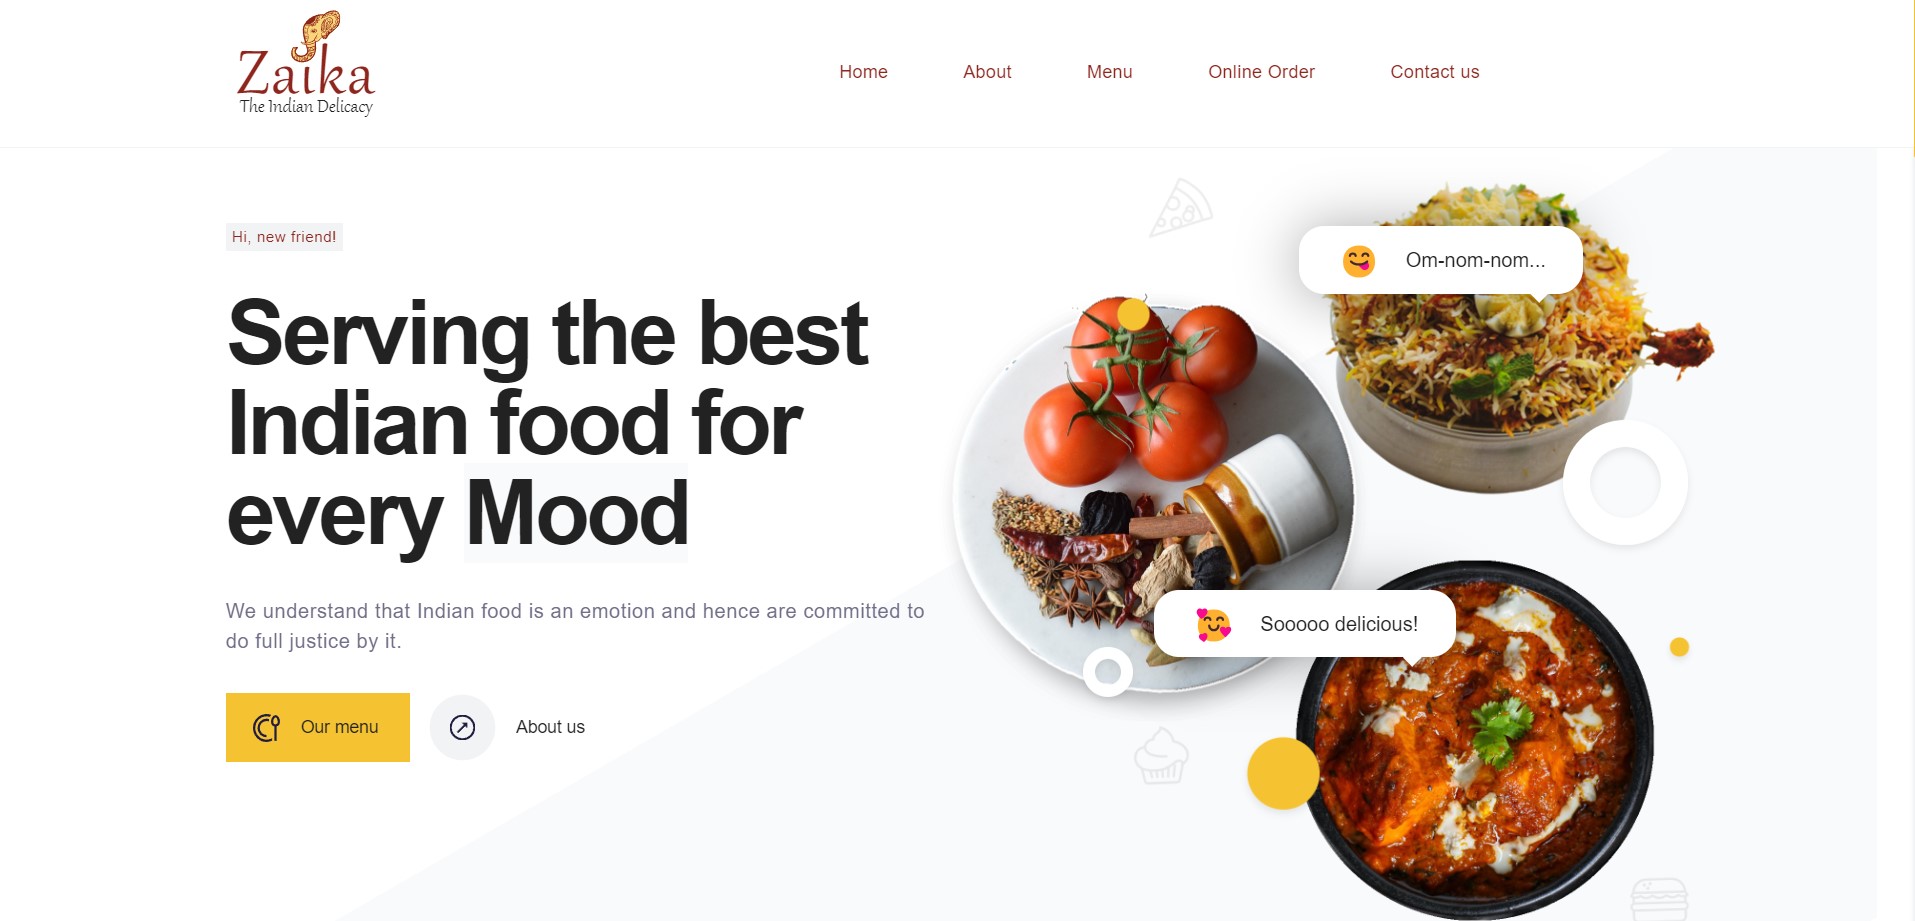 Zaika
The Indian Delicacy
Home
About
Menu
Online Order
Contact us
Hi, new friend!
Serving the best
Indian food for
every Mood
We understand that Indian food is an emotion and hence are committed to
do full justice by it.
Our menu
About us
Om-nom-nom...
Sooooo delicious!